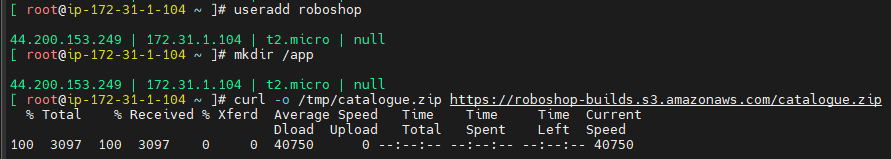 [ root@ip-172-31-1-104 ~ ]# useradd roboshop
44.200.153.249 | 172.31.1.104 | t2.micro | null
[ root@ip-172-31-1-104 ~ ]# mkdir /app
44.200.153.249 | 172.31.1.104 | t2.micro | null
[ root@ip-172-31-1-104 ~ ]# curl -o /tmp/catalogue.zip https://roboshop-builds.s3.amazonaws.com/catalogue.zip
  % Total    % Received % Xferd  Average Speed   Time    Time     Time  Current
                                 Dload  Upload   Total   Spent    Left  Speed
100  3097  100  3097    0     0  40750      0 --:--:-- --:--:-- --:--:-- 40750